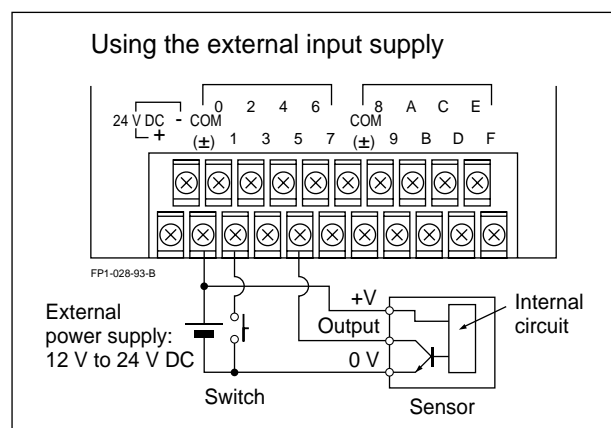 Using the external input supply
0 2 4 6 8 A C E
24 V DC - COM COM
+ (±) 1 3 5 7 (±) 9 B D F
FP1-028-93-B
External
power supply:
12 V to 24 V DC
Switch
+V
Output
0 V
Internal
circuit
Sensor